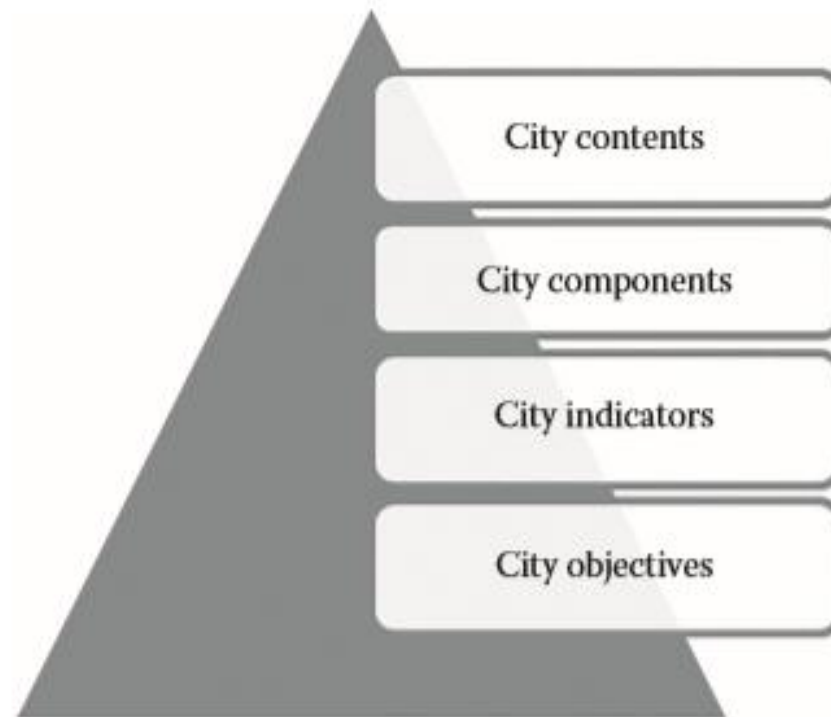 City contents
City components
City indicators
City objectives